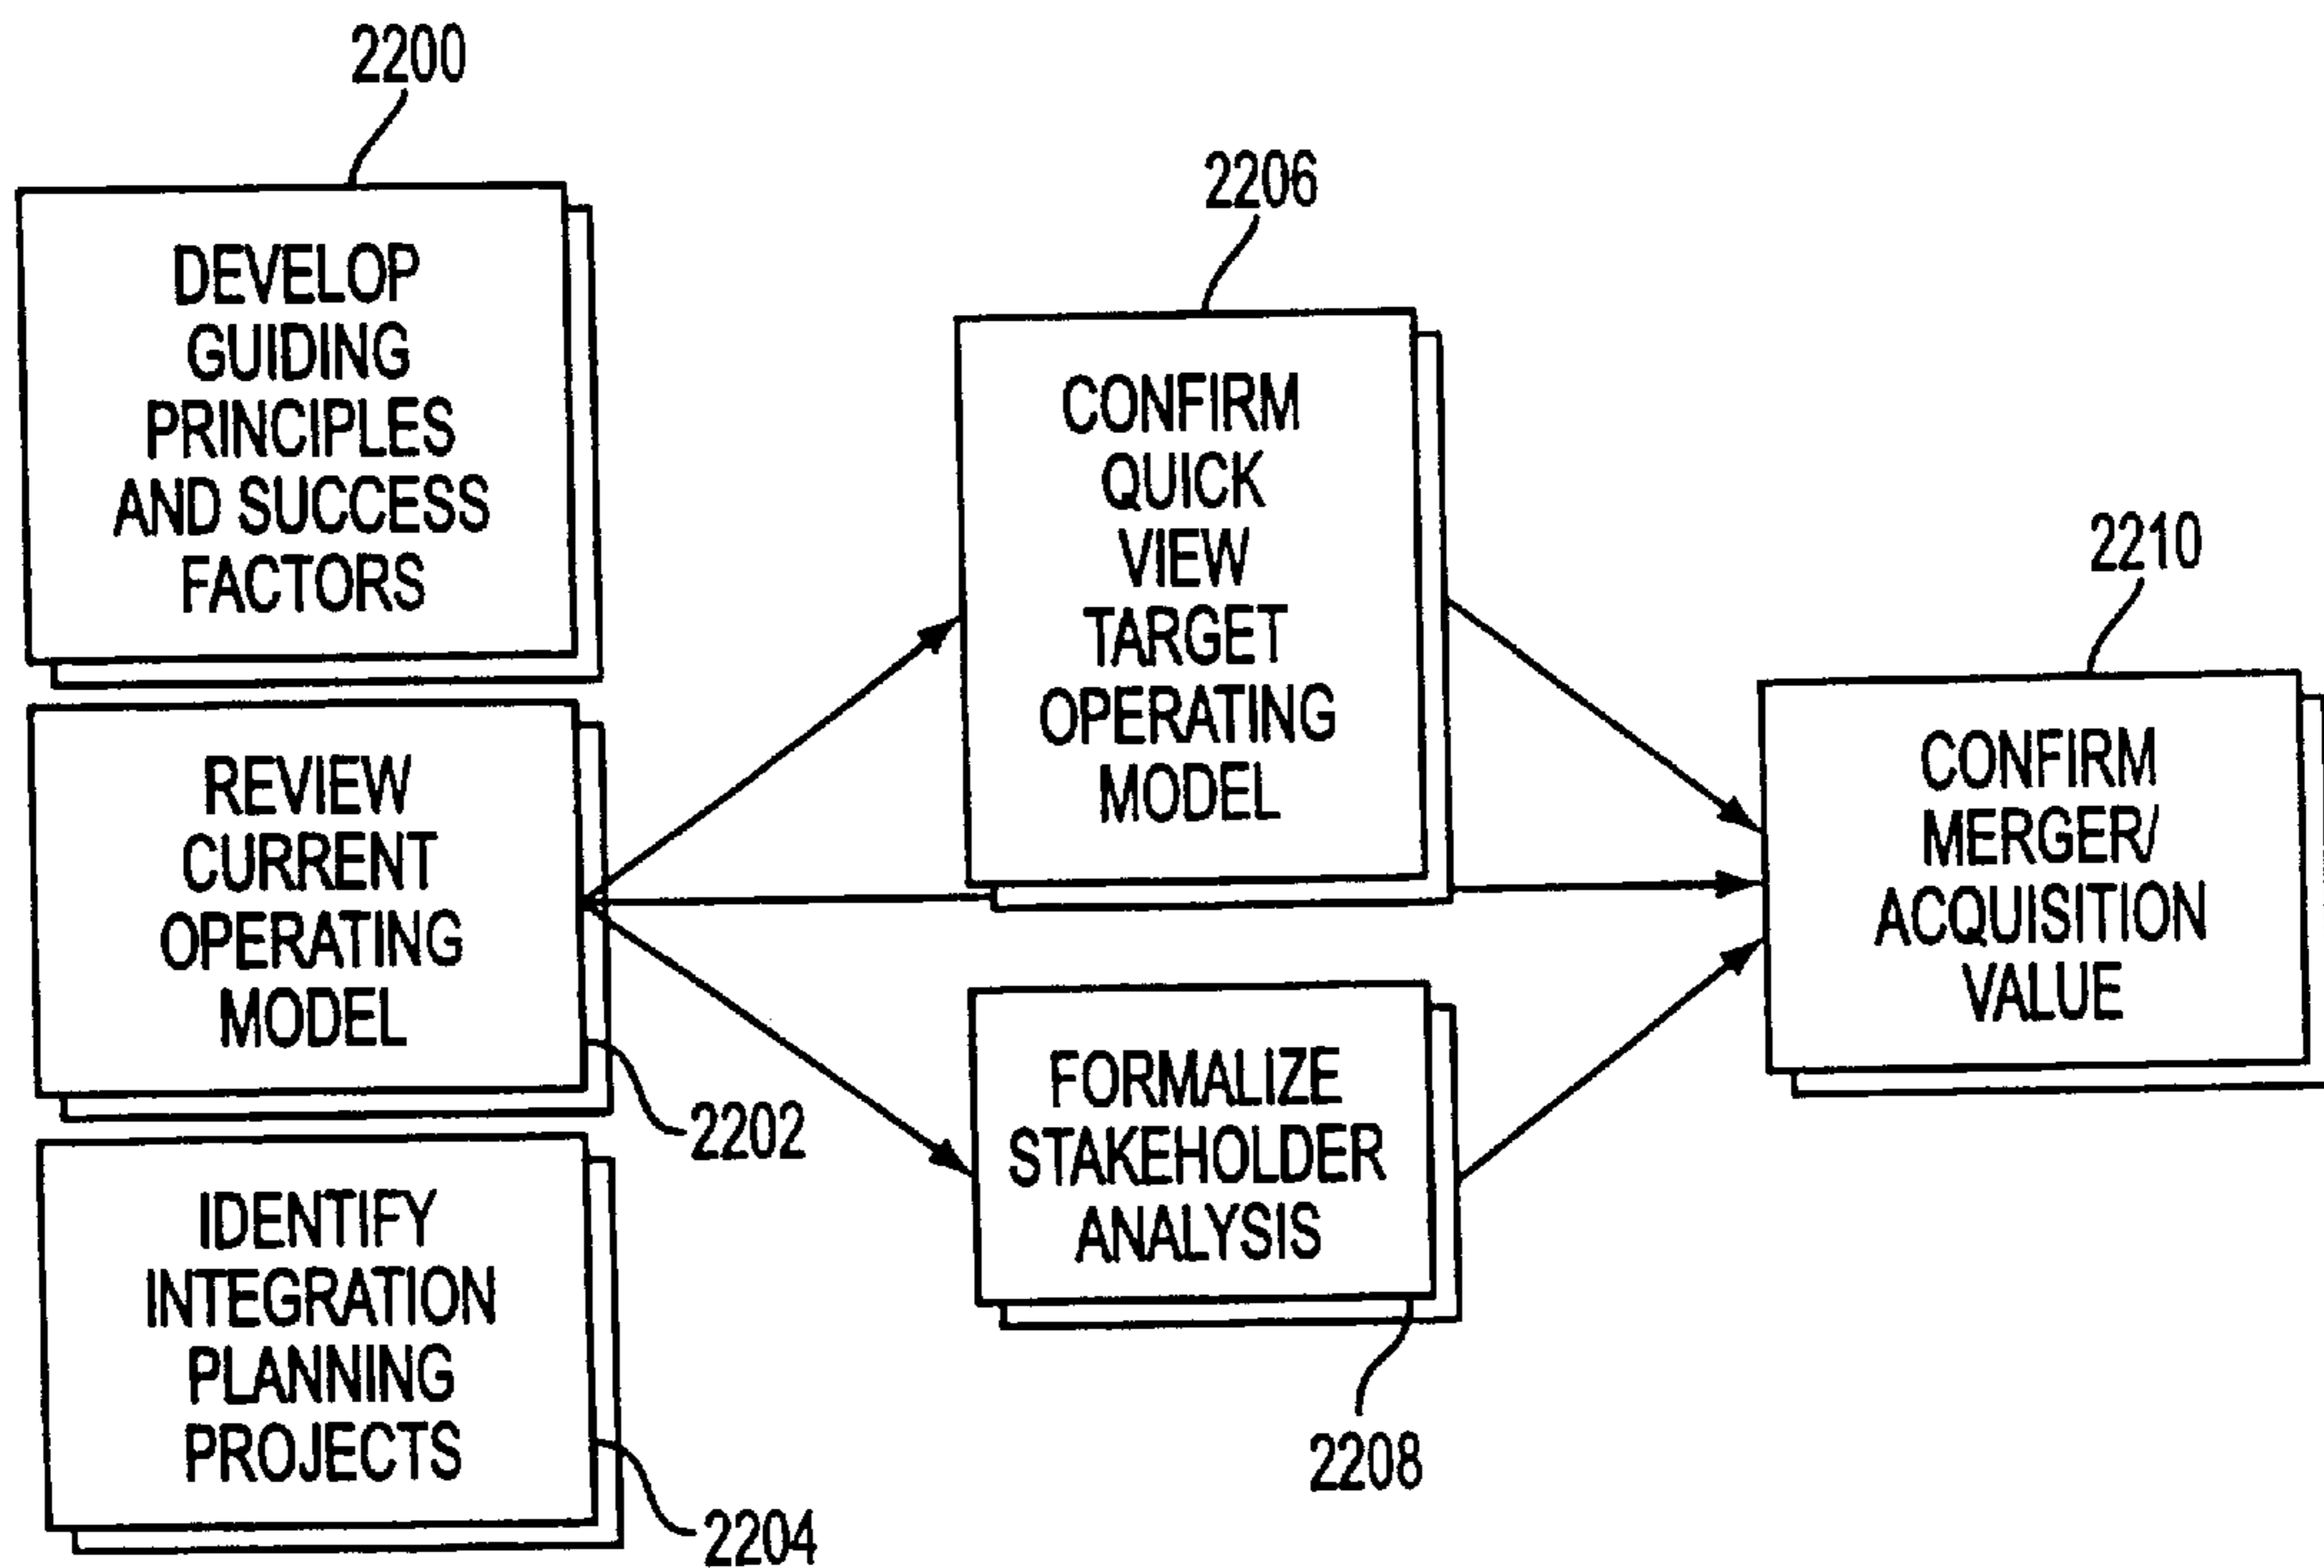 2200
DEVELOP
GUIDING
PRINCIPLES
AND SUCCESS
FACTORS
REVIEW
CURRENT
OPERATING
MODEL
2202
IDENTIFY
INTEGRATION
PLANNING
PROJECTS
2204
2206
CONFIRM
QUICK
VIEW
TARGET
OPERATING
MODEL
FORMALIZE
STAKEHOLDER
ANALYSIS
2208
2210
CONFIRM
MERGER/
ACQUISITION
VALUE